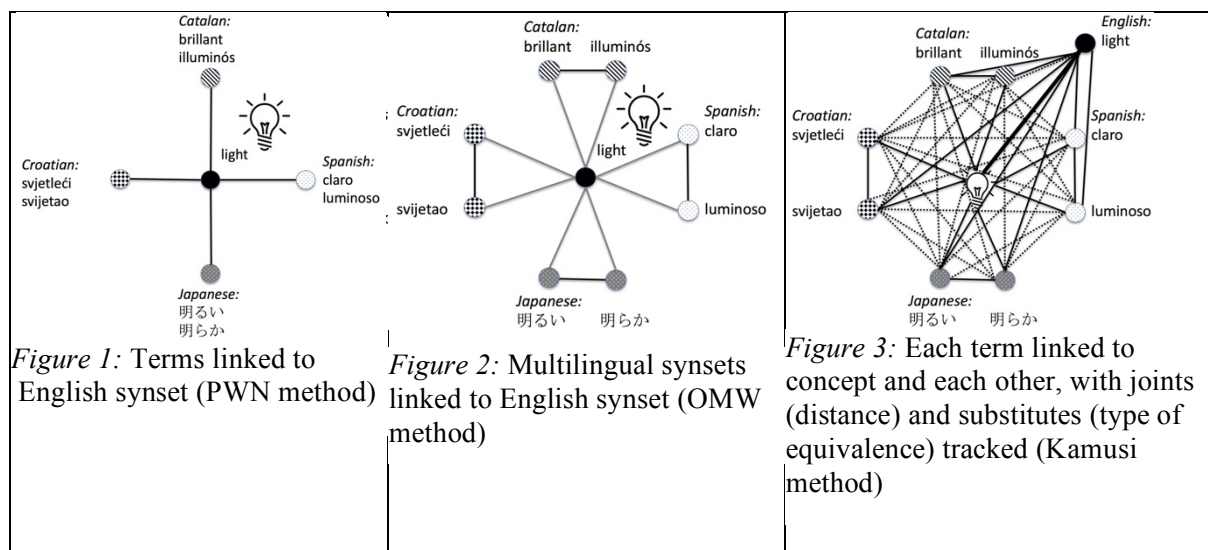 Catalan:
brillant
illuminós
Croatian:
svjetleći
svijetao
light
Spanish:
claro
luminoso
Japanese:
明るい
明らか
Figure 1: Terms linked to
English synset (PWN method)
Catalan:
brillant illuminós
Croatian:
svjetleći
svijetao
light
Spanish:
claro
luminoso
Japanese:
明るい 明らか
Figure 2: Multilingual synsets
linked to English synset (OMW
method)
English:
light
Catalan:
brillant illuminós
Croatian:
svjetleći
svijetao
Spanish:
claro
luminoso
Japanese:
明るい 明らか
Figure 3: Each term linked to
concept and each other, with joints
(distance) and substitutes (type of
equivalence) tracked (Kamusi
method)